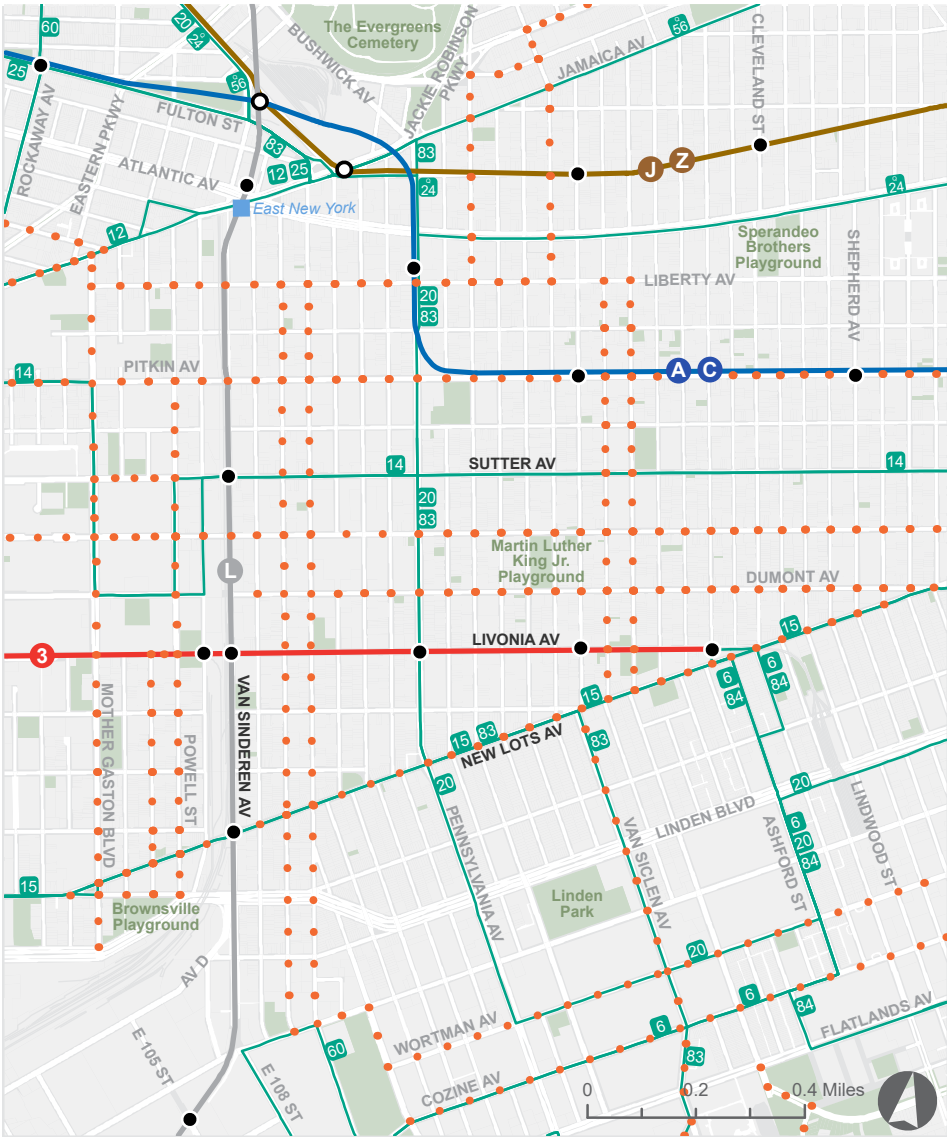 60
20
24
56
The Evergreens
Cemetery
BUSHWICK AV
JACKIE ROBINSON
PKWY
JAMAICA AV
56
CLEVELAND ST
25
ROCKAWAY AV
EASTERN PKWY
FULTON ST
83
12
25
ATLANTIC AV
83
24
J
Z
24
East New York
12
Sperandeo
Brothers
Playground
SHEPHERD AV
LIBERTY AV
20
83
14
PITKIN AV
A
C
14
SUTTER AV
14
20
83
L
Martin Luther
King Jr.
Playground
DUMONT AV
3
LIVONIA AV
15
6
84
6
84
MOTHER GASTON BLVD
POWELL ST
VAN SINDEREN AV
15
83
15
NEW LOTS AV
83
20
PENNSYLVANIA AV
VAN SICLEN AV
LINDEN BLVD
20
6
20
84
ASHFORD ST
LINDWOOD ST
15
Brownsville
Playground
Linden
Park
AV D
20
6
6
84
FLATLANDS AV
WORTMAN AV
60
83
E 105 ST
E 108 ST
COZINE AV
0
0.2
0.4 Miles